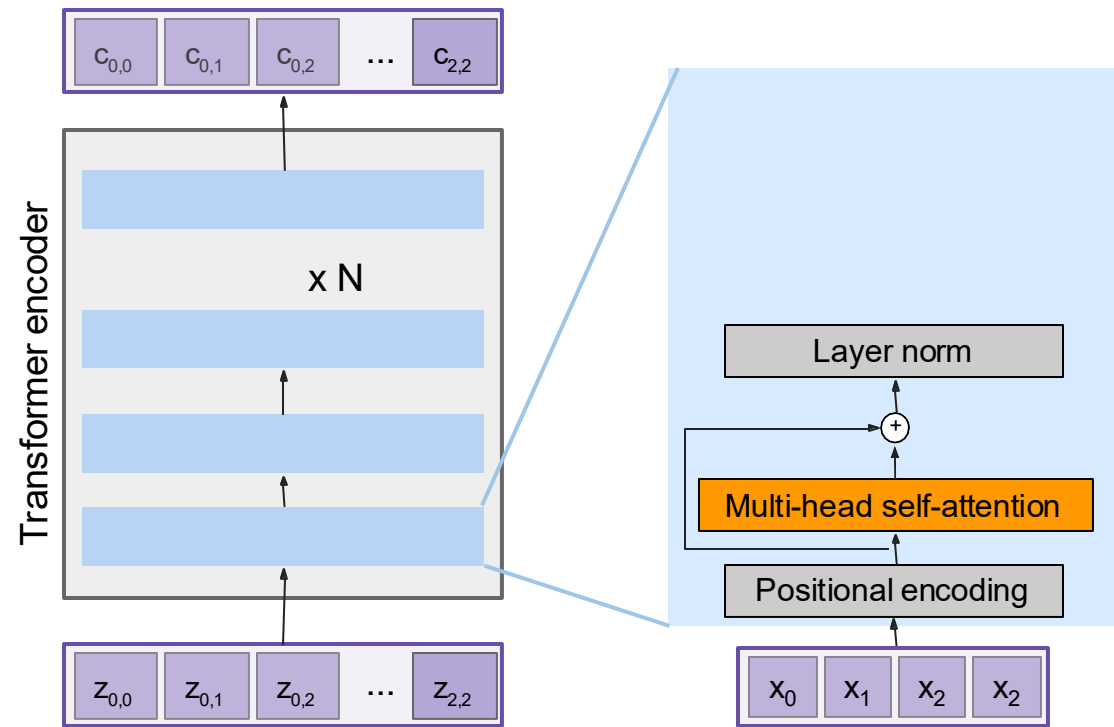 c0,0 c0,1 c0,2 ... c2,2
Transformer encoder
x N
z0,0 z0,1 z0,2 ... z2,2
Layer norm
+
Multi-head self-attention
Positional encoding
x0 x1 x2 x2